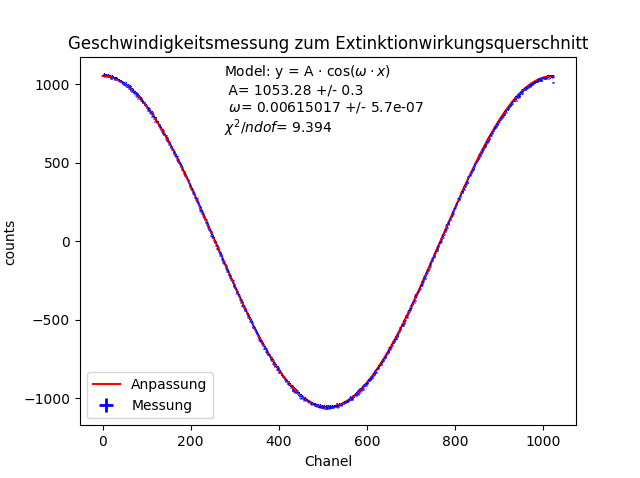 Geschwindigkeitsmessung zum Extinktionwirkungsquerschnitt
Model: y = A · cos(ω · x)
A= 1053.28 +/- 0.3
ω= 0.00615017 +/- 5.7e-07
χ²/ndof= 9.394
1000
500
0
−500
−1000
counts
Anpassung
Messung
0 200 400 600 800 1000
Chanel